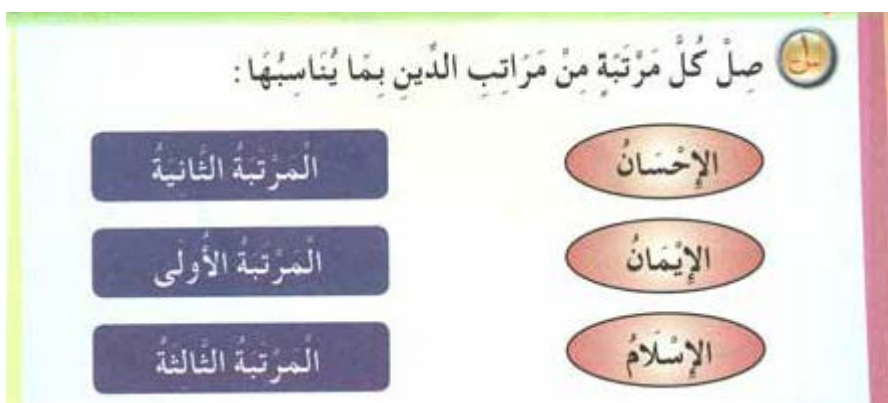 س١ صِلْ كُلَّ مَرْتَبَةٍ مِنْ مَرَاتِبِ الدِّينِ بِمَا يُنَاسِبُهَا:
الإِحْسَانُ الْمَرْتَبَةُ الثَّانِيَةُ
الإِيْمَانُ الْمَرْتَبَةُ الأُولَى
الإِسْلَامُ الْمَرْتَبَةُ الثَّالِثَةُ